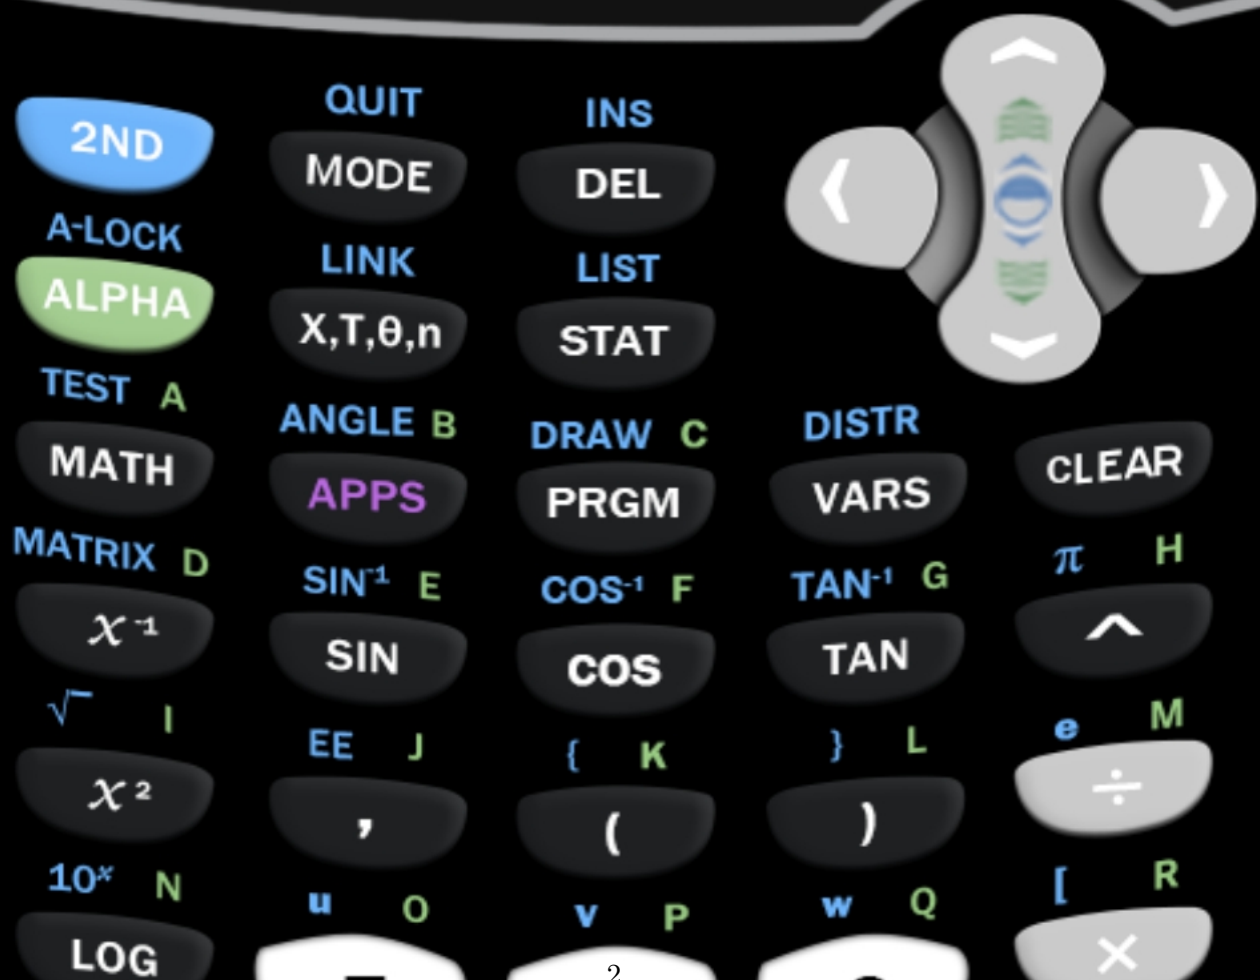 QUIT INS
2ND MODE DEL
A-LOCK LINK LIST
ALPHA X,T,θ,n STAT
TEST A ANGLE B DRAW C DISTR
MATH APPS PRGM VARS CLEAR
MATRIX D SIN⁻¹ E COS⁻¹ F TAN⁻¹ G π H
x⁻¹ SIN COS TAN ^
√‾ I EE J { K } L e M
x² , ( ) ÷
10ˣ N u O v P w Q [ R
LOG 2 ×